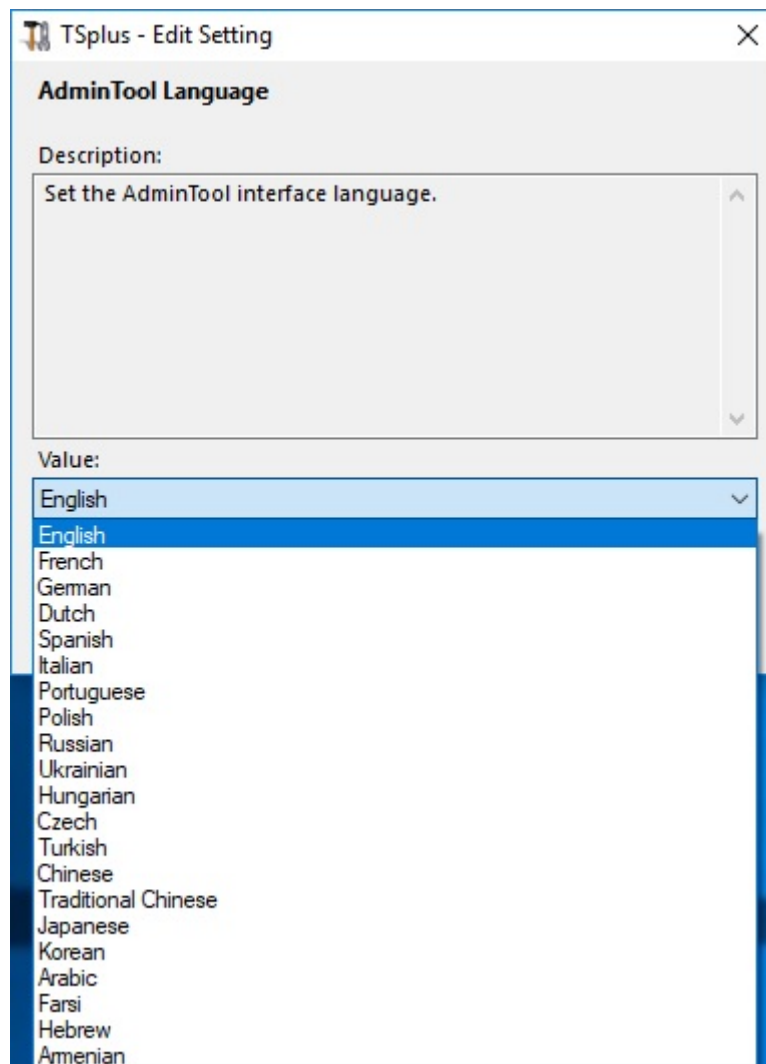 TSplus - Edit Setting
AdminTool Language
Description:
Set the AdminTool interface language.
Value:
English
English
French
German
Dutch
Spanish
Italian
Portuguese
Polish
Russian
Ukrainian
Hungarian
Czech
Turkish
Chinese
Traditional Chinese
Japanese
Korean
Arabic
Farsi
Hebrew
Armenian